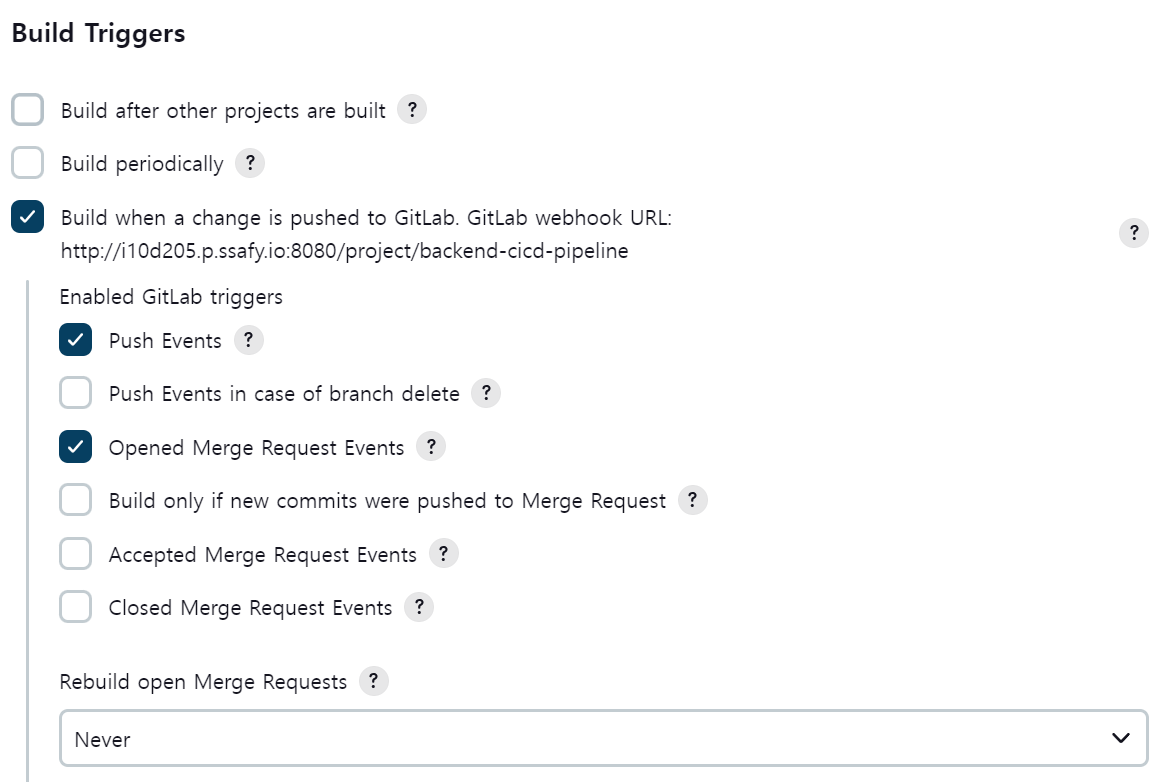 Build Triggers
Build after other projects are built ?
Build periodically ?
Build when a change is pushed to GitLab. GitLab webhook URL:
http://i10d205.p.ssafy.io:8080/project/backend-cicd-pipeline ?
Enabled GitLab triggers
Push Events ?
Push Events in case of branch delete ?
Opened Merge Request Events ?
Build only if new commits were pushed to Merge Request ?
Accepted Merge Request Events ?
Closed Merge Request Events ?
Rebuild open Merge Requests ?
Never